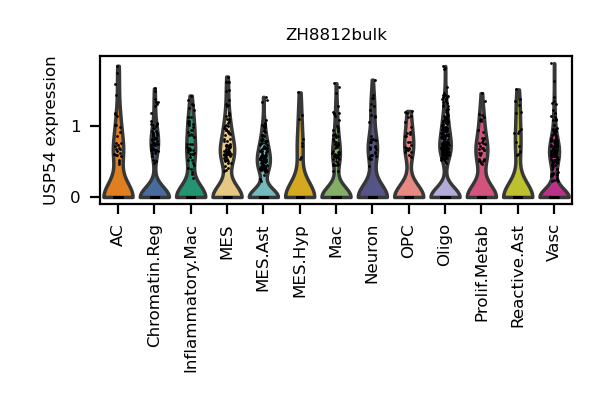 ZH8812bulk
USP54 expression
1
0
AC
Chromatin.Reg
Inflammatory.Mac
MES
MES.Ast
MES.Hyp
Mac
Neuron
OPC
Oligo
Prolif.Metab
Reactive.Ast
Vasc